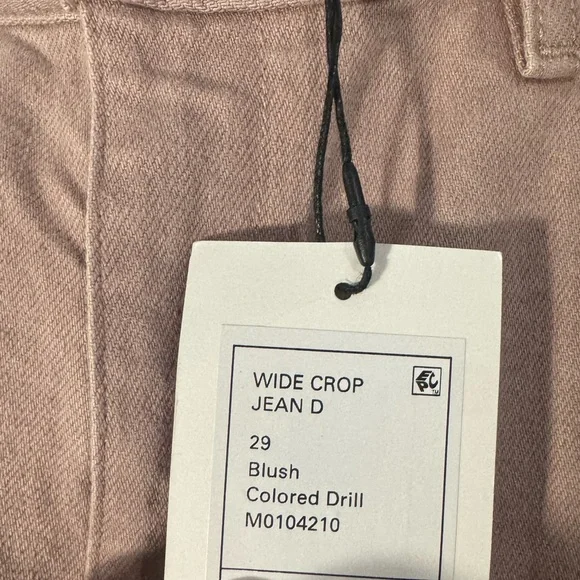 WIDE CROP
JEAN D
29
Blush
Colored Drill
M0104210